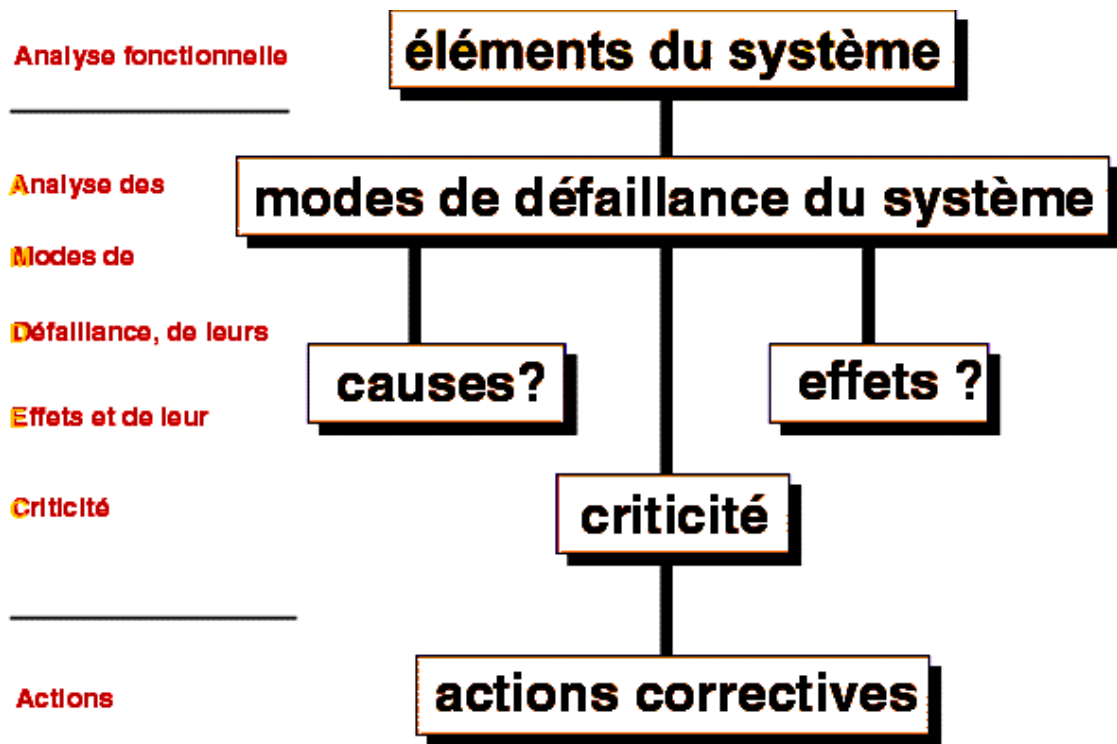 Analyse fonctionnelle
éléments du système
Analyse des
modes de défaillance du système
Modes de
Défaillance, de leurs
causes?
effets ?
Effets et de leur
Criticité
criticité
Actions
actions correctives